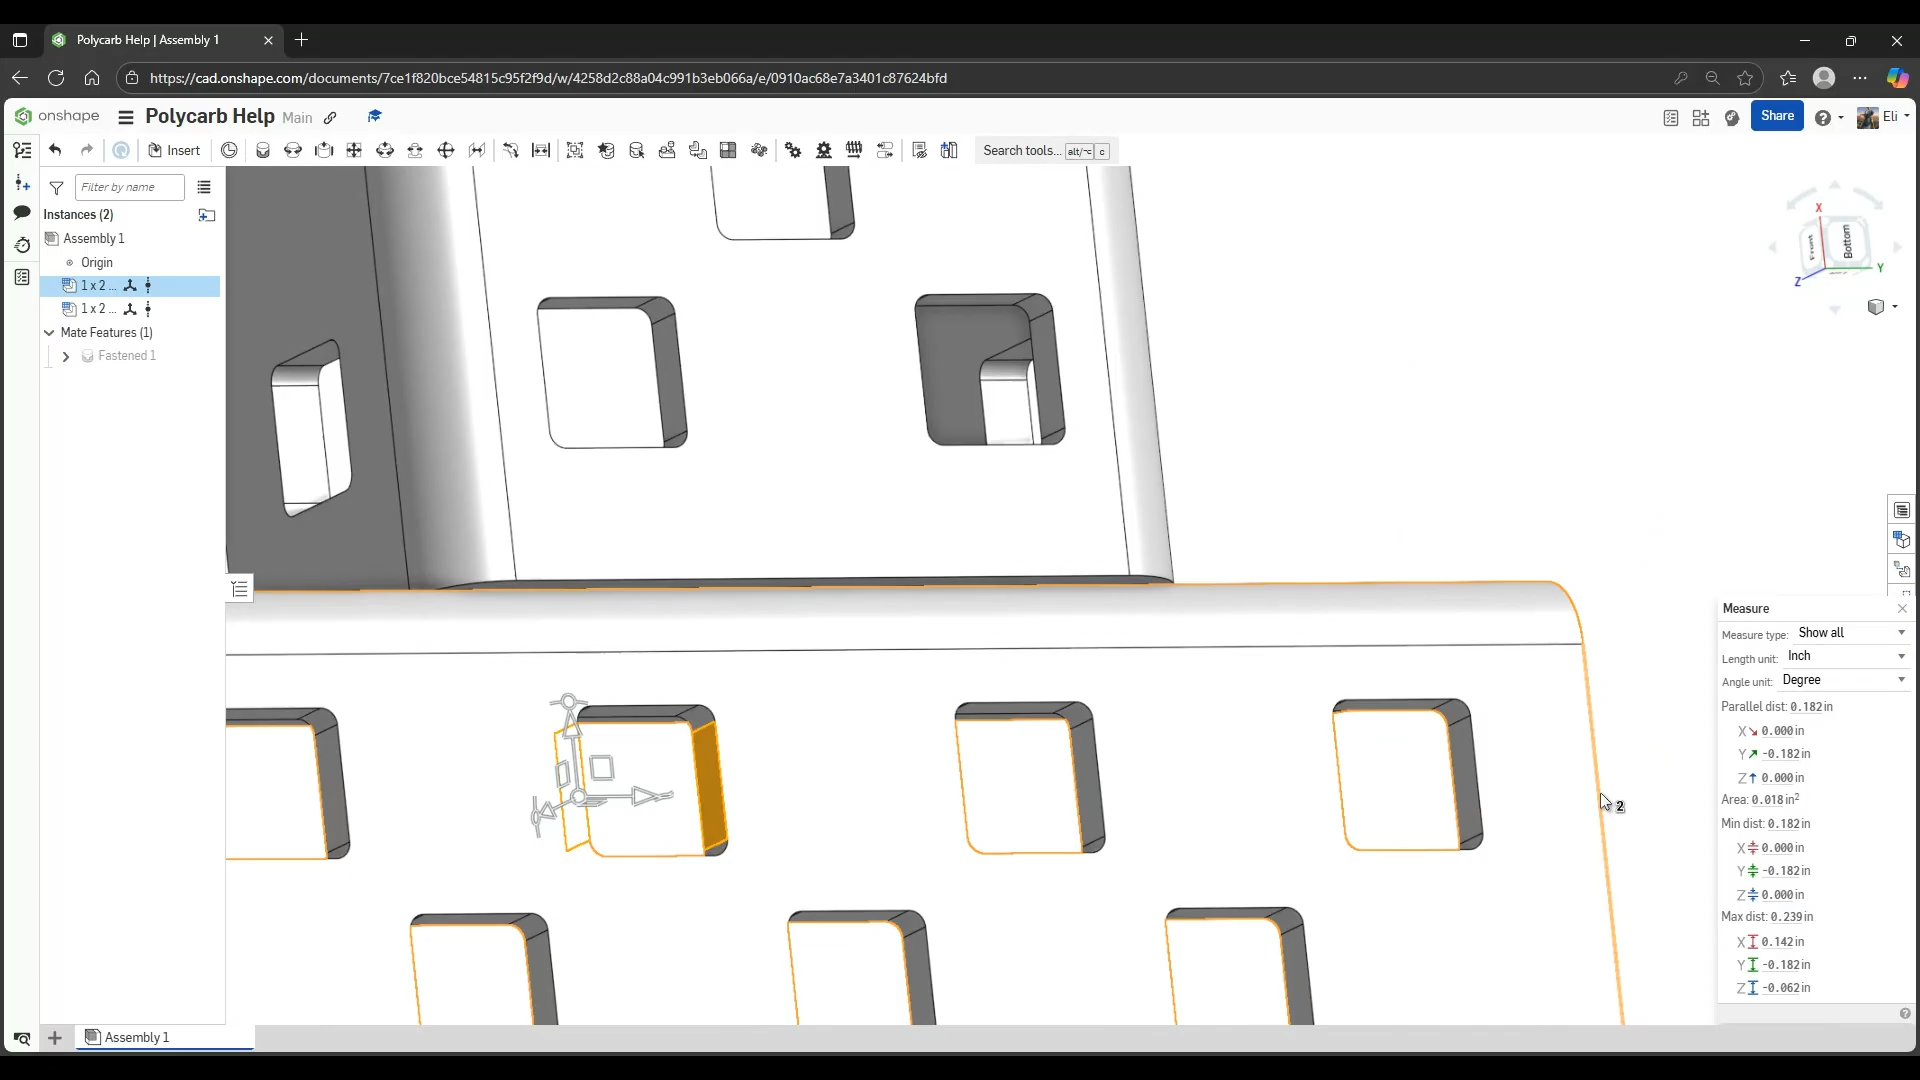 Polycarb Help | Assembly 1
https://cad.onshape.com/documents/7ce1f820bce54815c95f2f9d/w/4258d2c88a04c991b3eb066a/e/0910ac68e7a3401c87624bfd
onshape
Polycarb Help Main
Share
Eli
Insert
Search tools... alt/⌥ c
Filter by name
Instances (2)
Assembly 1
Origin
1 x 2 ...
1 x 2 ...
Mate Features (1)
Fastened 1
X
Front
Bottom
Y
Z
2
Measure
Measure type: Show all
Length unit: Inch
Angle unit: Degree
Parallel dist: 0.182 in
X 0.000 in
Y -0.182 in
Z 0.000 in
Area: 0.018 in²
Min dist: 0.182 in
X 0.000 in
Y -0.182 in
Z 0.000 in
Max dist: 0.239 in
X 0.142 in
Y -0.182 in
Z -0.062 in
Assembly 1